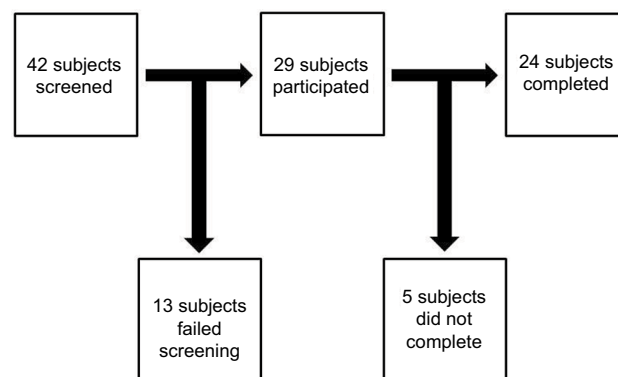 42 subjects
screened
29 subjects
participated
24 subjects
completed
13 subjects
failed
screening
5 subjects
did not
complete